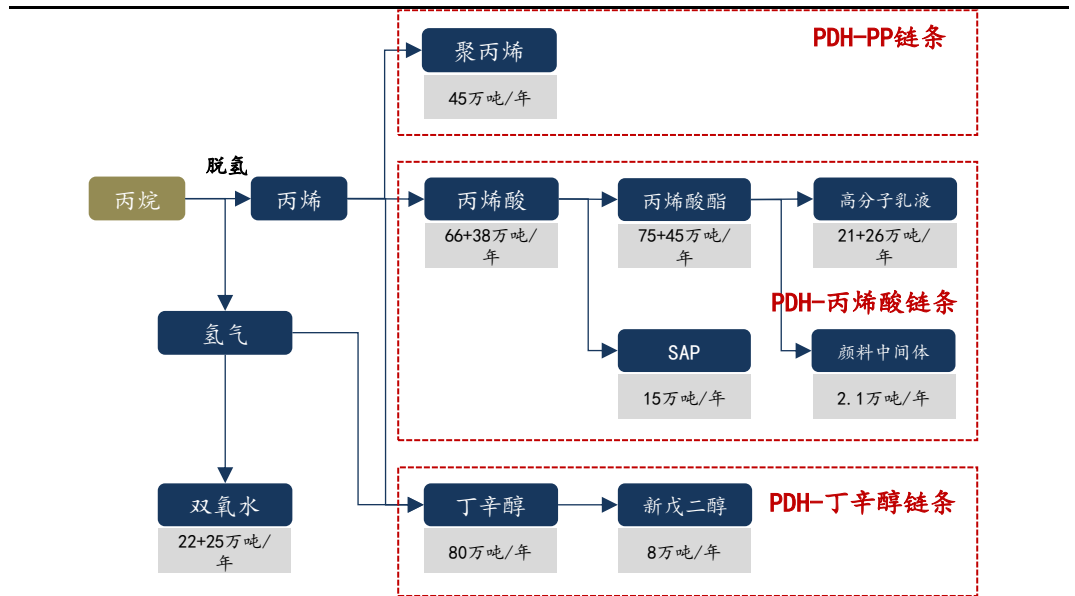 PDH-PP链条
聚丙烯
45万吨/年
脱氢
丙烷
丙烯
丙烯酸
66+38万吨/
年
丙烯酸酯
75+45万吨/
年
高分子乳液
21+26万吨/
年
PDH-丙烯酸链条
氢气
SAP
15万吨/年
颜料中间体
2.1万吨/年
双氧水
22+25万吨/
年
丁辛醇
80万吨/年
新戊二醇
8万吨/年
PDH-丁辛醇链条